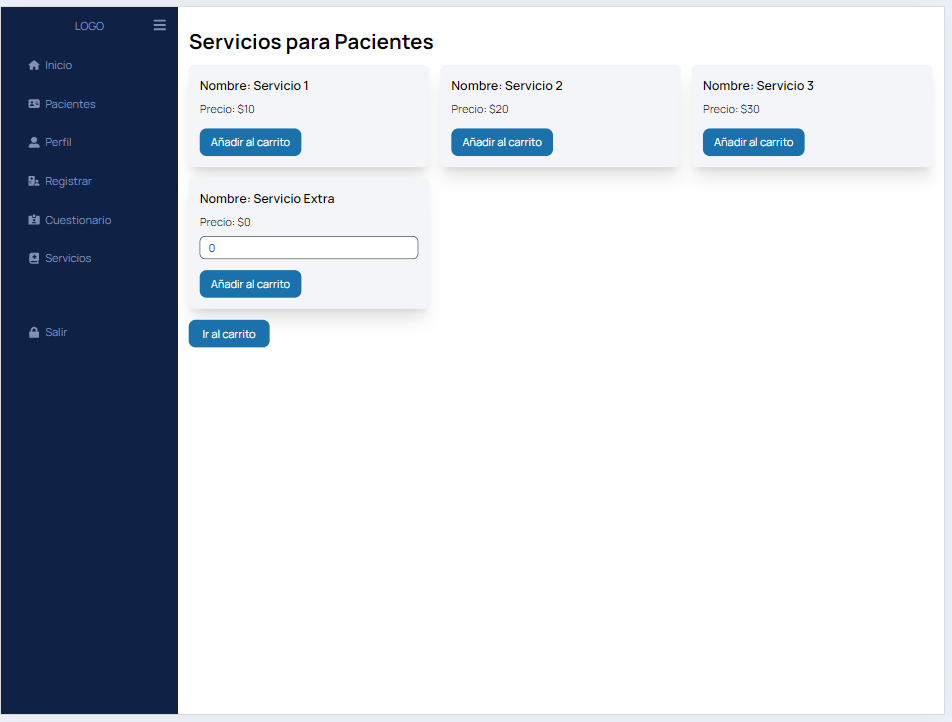 LOGO
Inicio
Pacientes
Perfil
Registrar
Cuestionario
Servicios
Salir
Servicios para Pacientes
Nombre: Servicio 1
Precio: $10
Añadir al carrito
Nombre: Servicio 2
Precio: $20
Añadir al carrito
Nombre: Servicio 3
Precio: $30
Añadir al carrito
Nombre: Servicio Extra
Precio: $0
0
Añadir al carrito
Ir al carrito